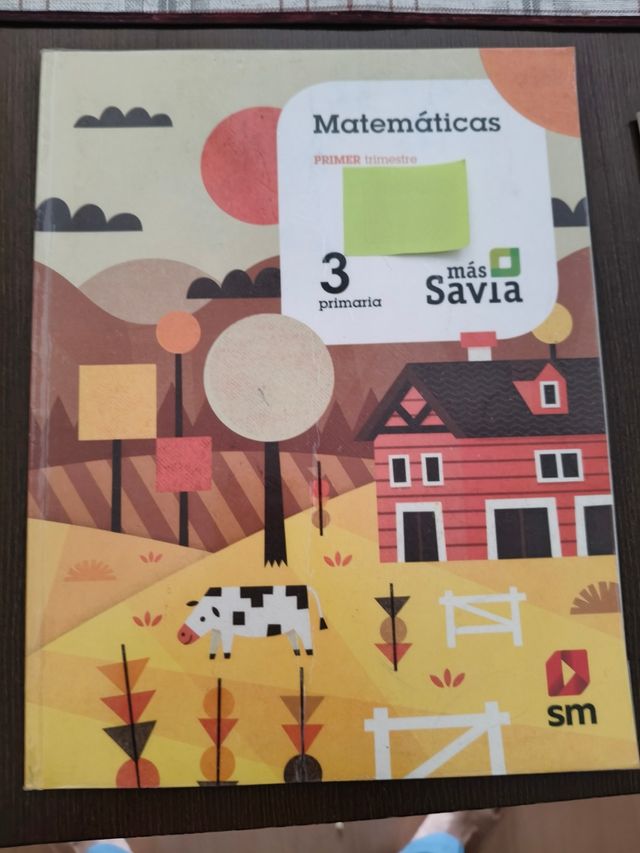 Matemáticas
PRIMER trimestre
3
primaria
más
Savia
sm